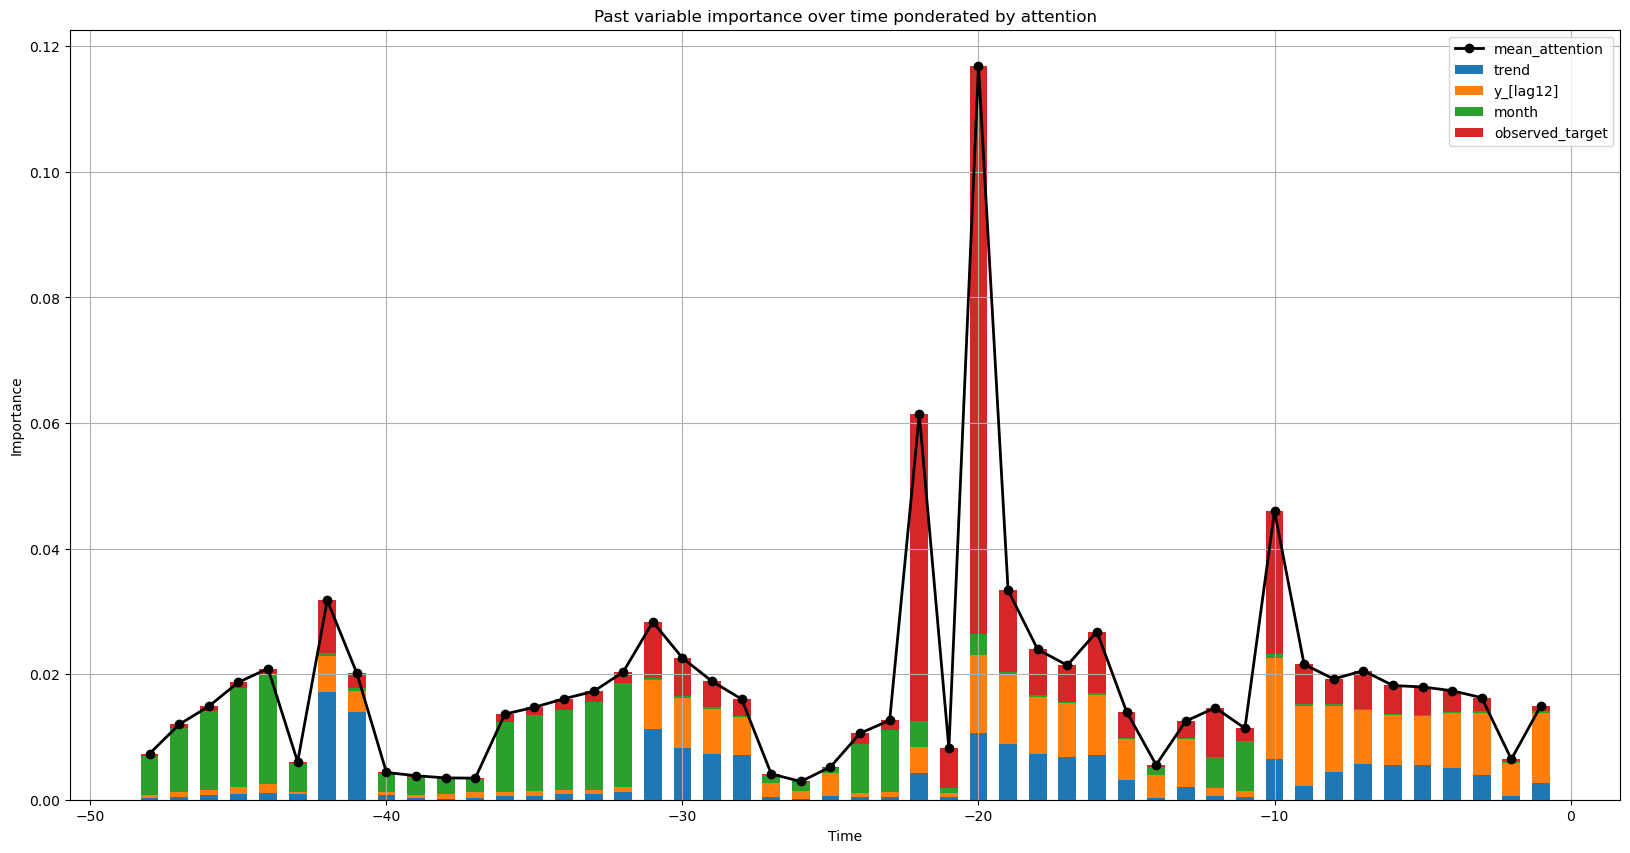 Past variable importance over time ponderated by attention
0.12
0.10
0.08
0.06
0.04
0.02
0.00
Importance
mean_attention
trend
y_[lag12]
month
observed_target
−50
−40
−30
−20
−10
0
Time